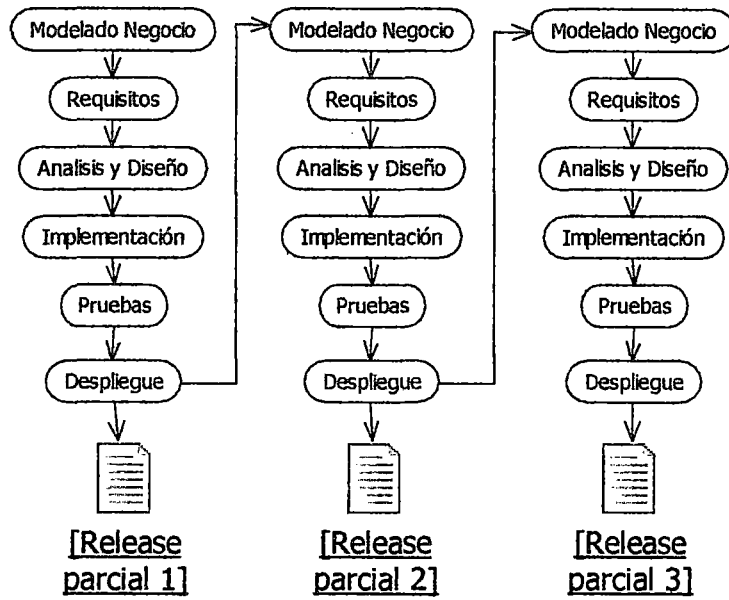 Modelado Negocio
Requisitos
Analisis y Diseño
Implementación
Pruebas
Despliegue
[Release
parcial 1]
Modelado Negocio
Requisitos
Analisis y Diseño
Implementación
Pruebas
Despliegue
[Release
parcial 2]
Modelado Negocio
Requisitos
Analisis y Diseño
Implementación
Pruebas
Despliegue
[Release
parcial 3]